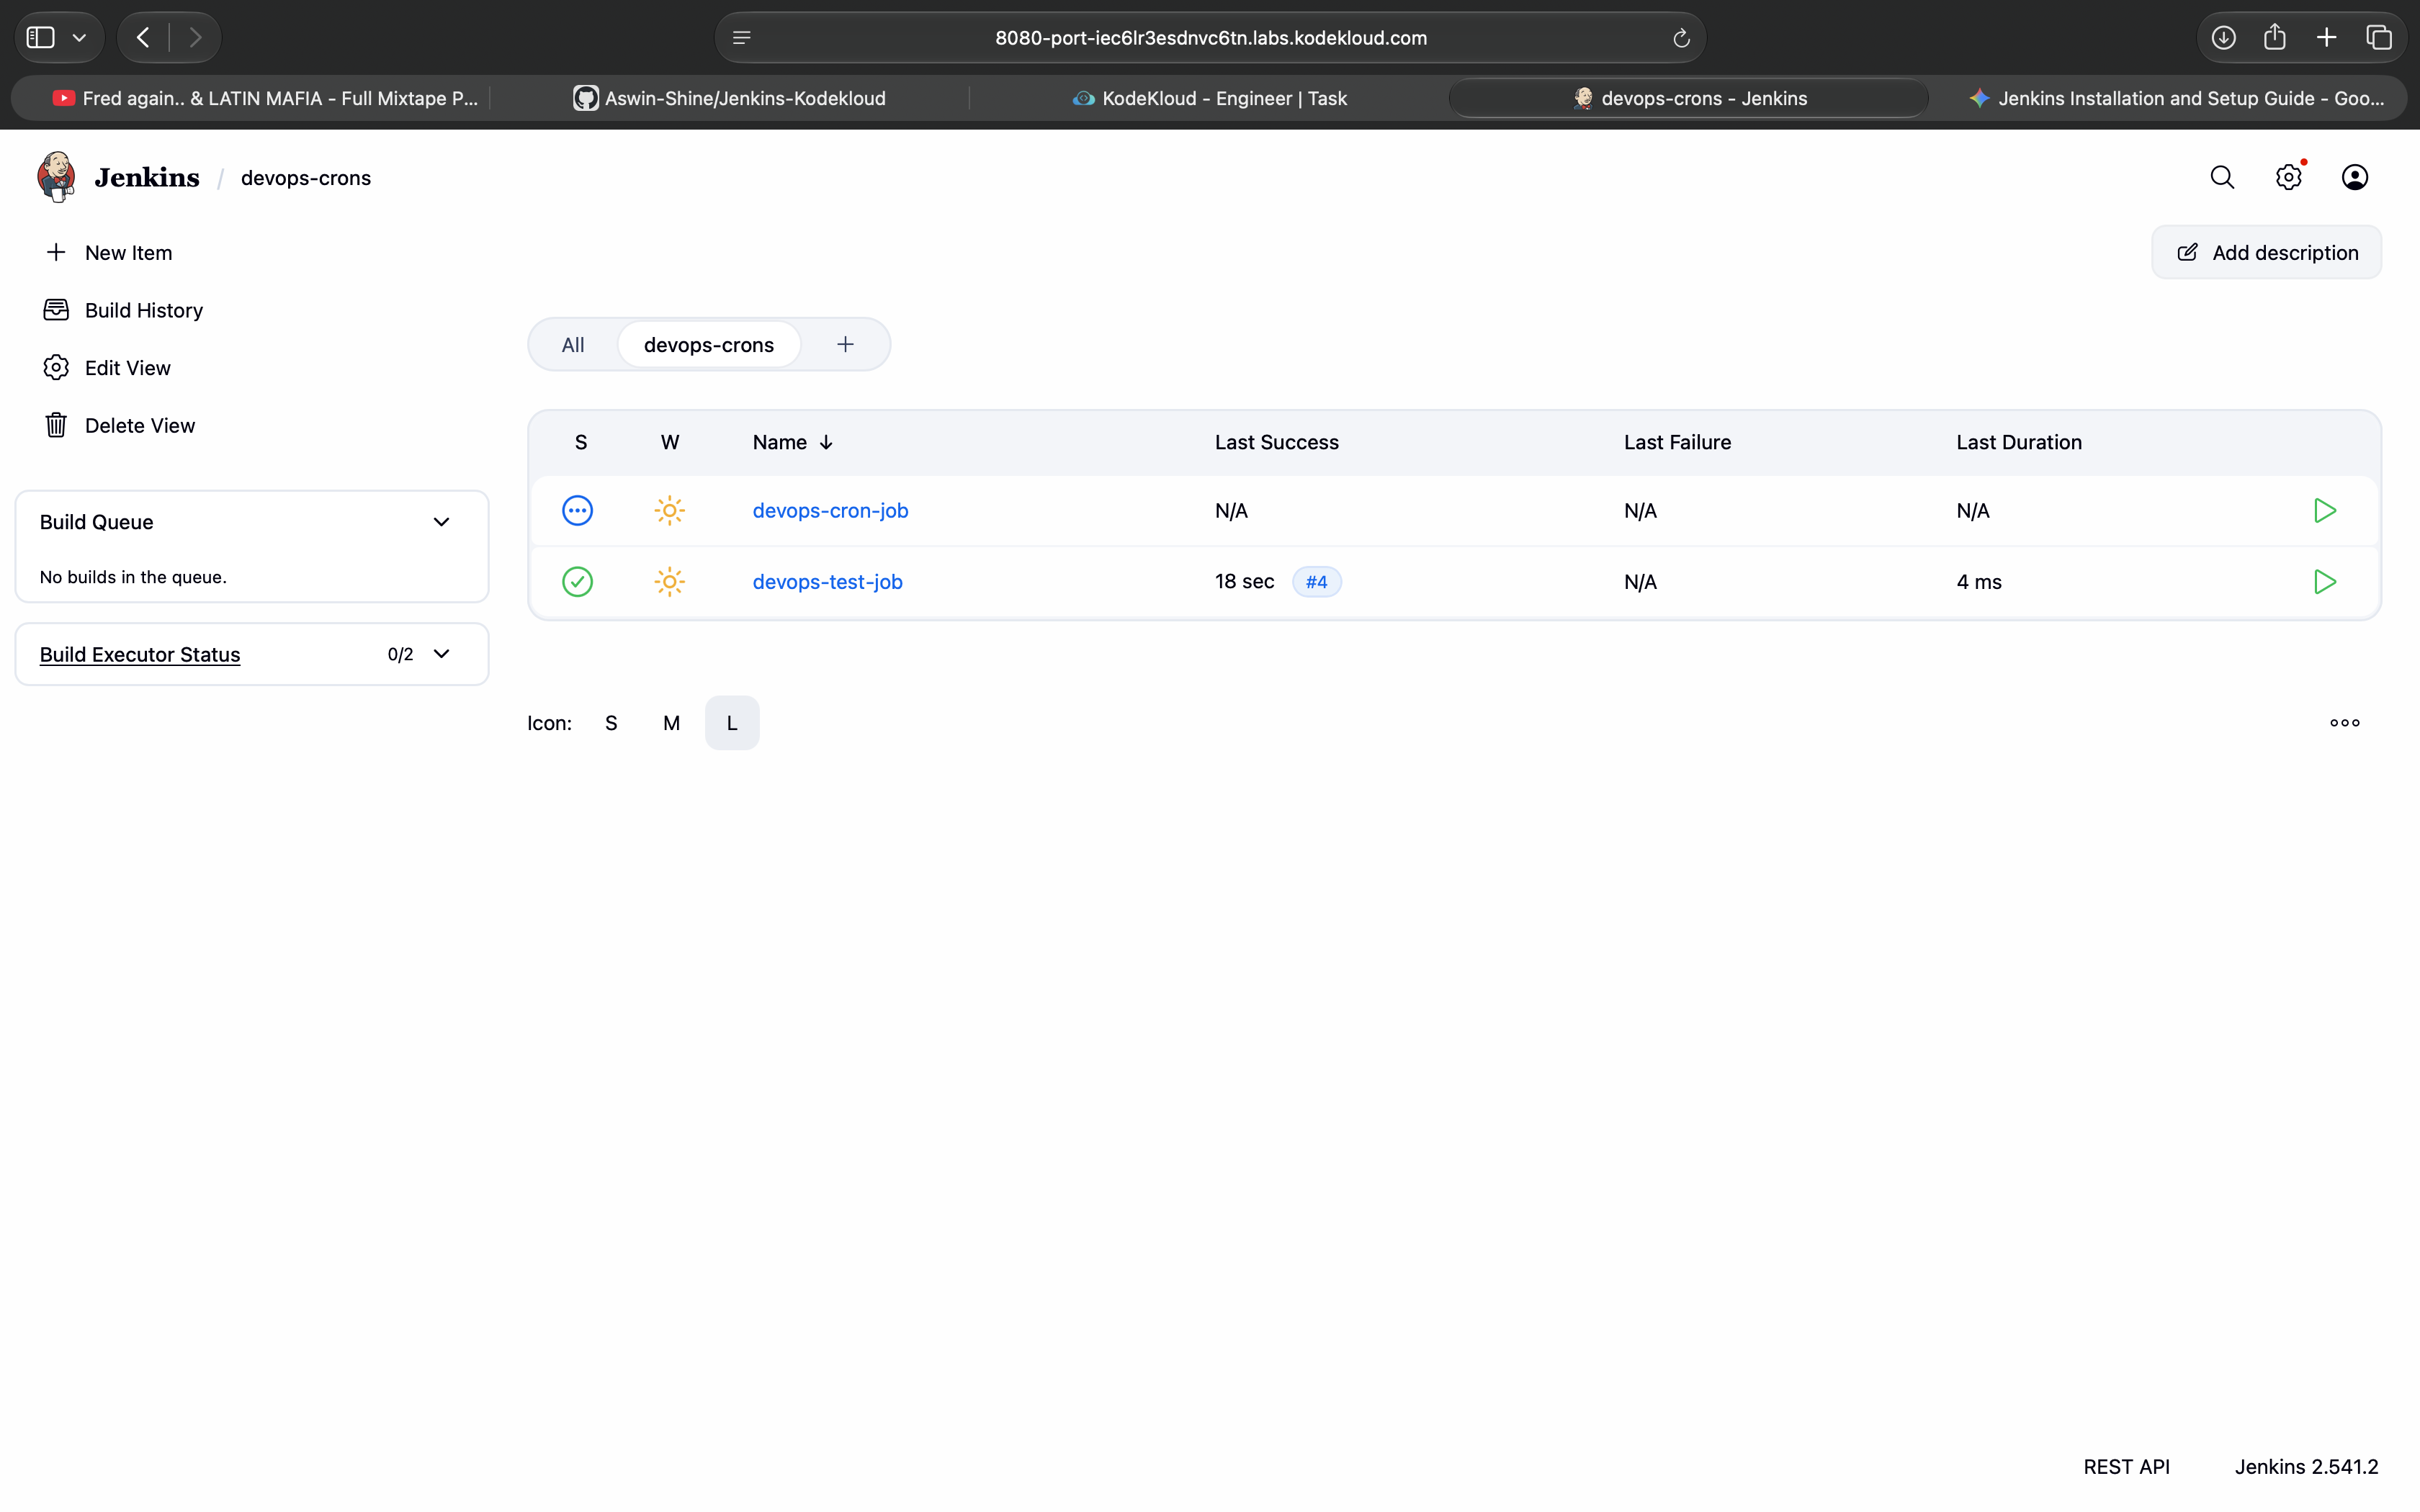 8080-port-iec6lr3esdnvc6tn.labs.kodekloud.com
Fred again.. & LATIN MAFIA - Full Mixtape P...
Aswin-Shine/Jenkins-Kodekloud
KodeKloud - Engineer | Task
devops-crons - Jenkins
Jenkins Installation and Setup Guide - Goo...
Jenkins / devops-crons
New Item
Add description
Build History
Edit View
Delete View
All devops-crons +
Build Queue
No builds in the queue.
Build Executor Status 0/2
S W Name ↓ Last Success Last Failure Last Duration
devops-cron-job N/A N/A N/A
devops-test-job 18 sec #4 N/A 4 ms
Icon: S M L
REST API Jenkins 2.541.2